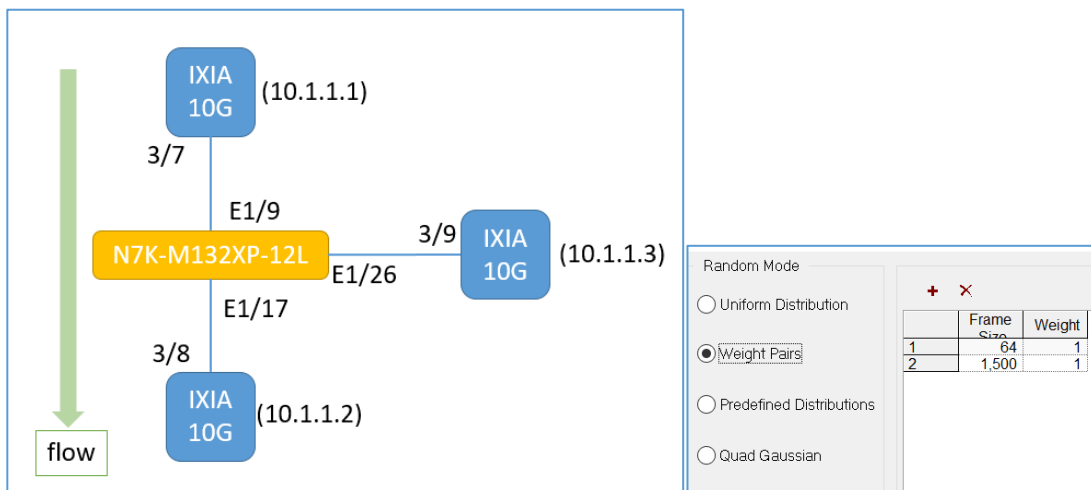 IXIA
10G
(10.1.1.1)
3/7
E1/9
N7K-M132XP-12L
3/9
IXIA
10G
(10.1.1.3)
E1/26
E1/17
3/8
IXIA
10G
(10.1.1.2)
flow
Random Mode
Uniform Distribution
Weight Pairs
Predefined Distributions
Quad Gaussian
Frame
Size
Weight
1 64 1
2 1,500 1